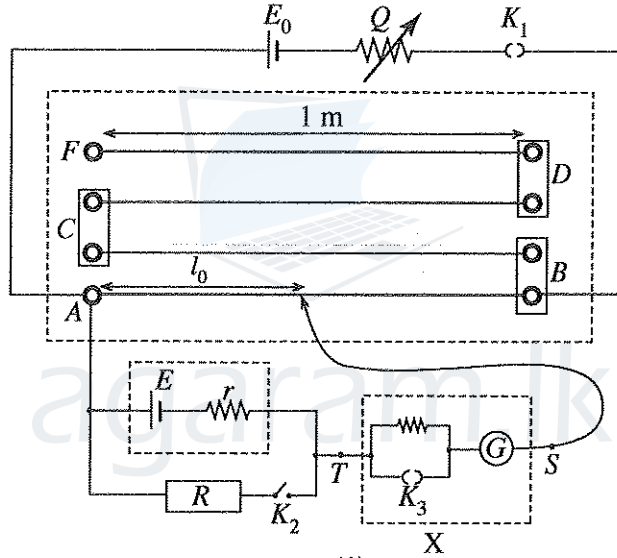 E₀ Q K₁
1 m
F D
C
l₀ B
A
E r
T G S
R K₂ K₃
X
agaram.lk